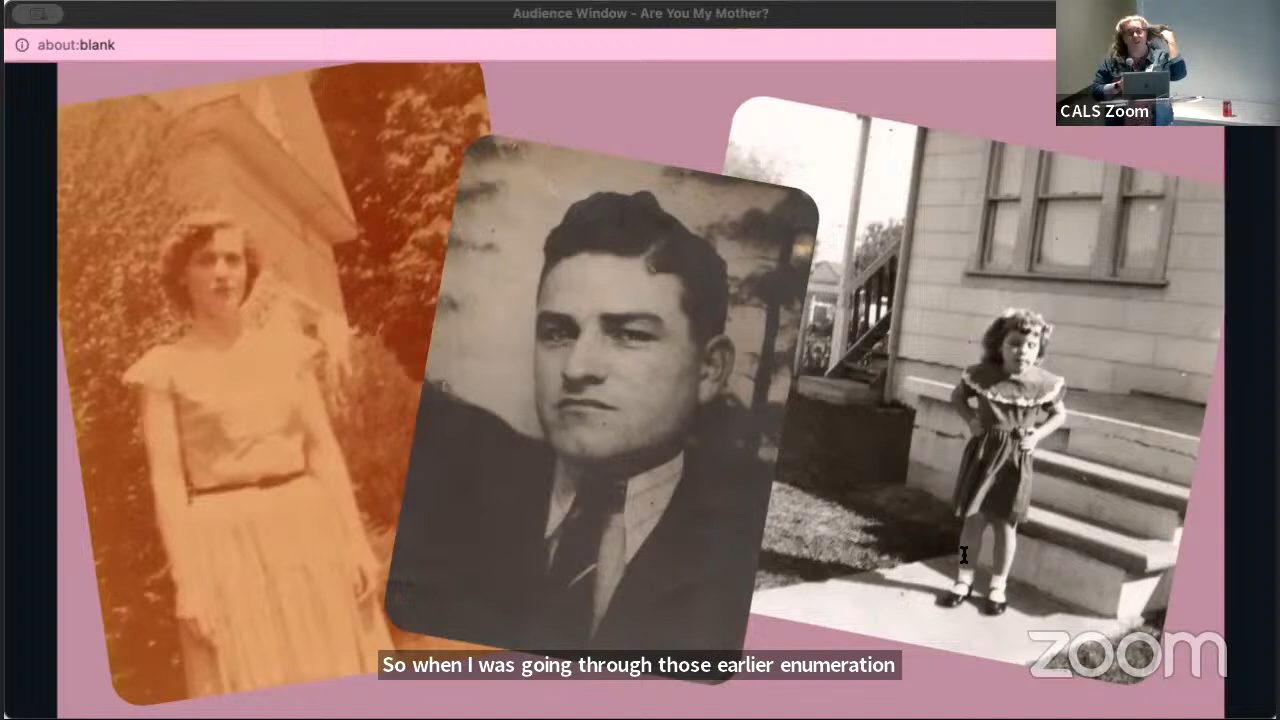 Audience Window - Are You My Mother?
about:blank
CALS Zoom
zoom
So when I was going through those earlier enumeration